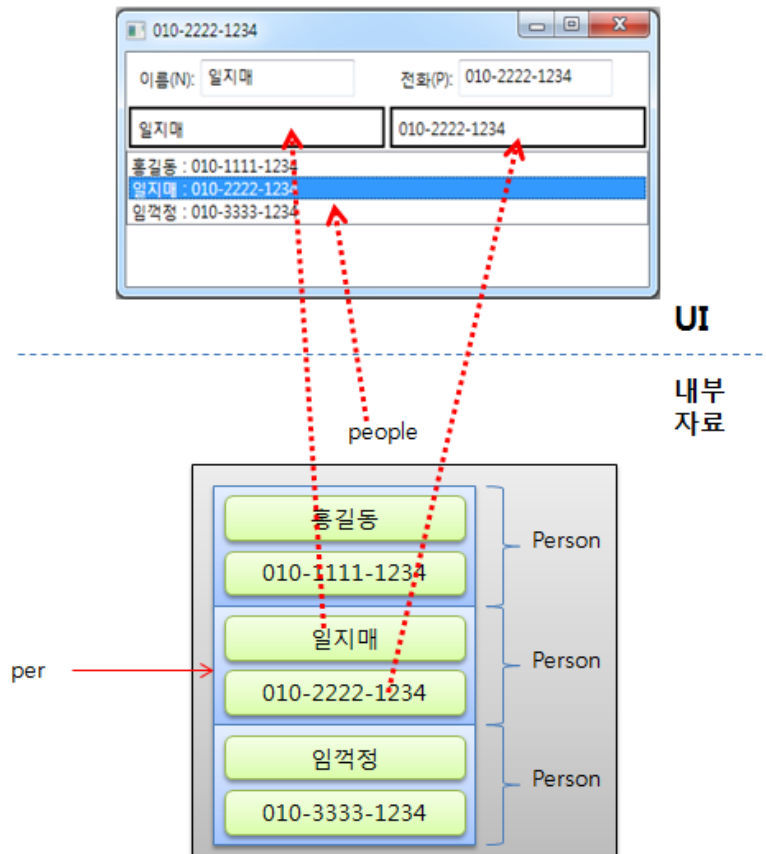 010-2222-1234
이름(N): 일지매 전화(P): 010-2222-1234
일지매 010-2222-1234
홍길동 : 010-1111-1234
일지매 : 010-2222-1234
임꺽정 : 010-3333-1234
UI
내부
자료
people
홍길동
Person
010-1111-1234
일지매
per
Person
010-2222-1234
임꺽정
Person
010-3333-1234